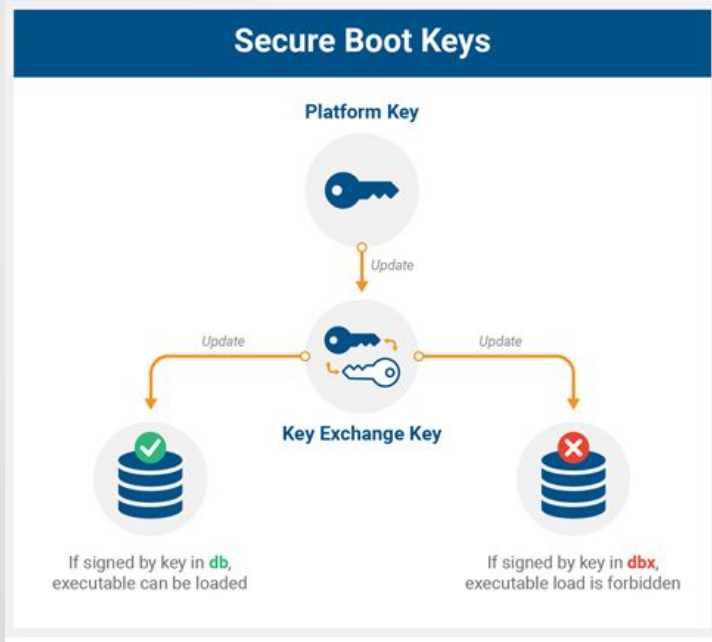 Secure Boot Keys
Platform Key
Update
Update
Update
Key Exchange Key
If signed by key in db,
executable can be loaded
If signed by key in dbx,
executable load is forbidden